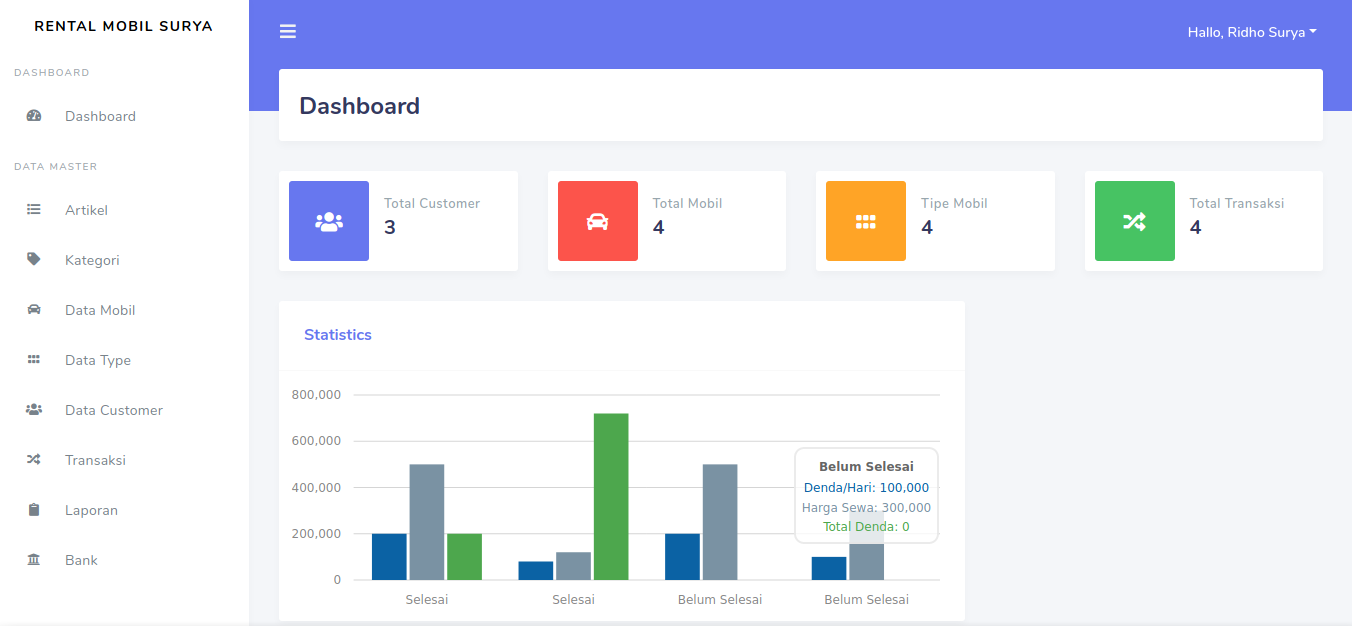 RENTAL MOBIL SURYA
Hallo, Ridho Surya
DASHBOARD
Dashboard
DATA MASTER
Artikel
Kategori
Data Mobil
Data Type
Data Customer
Transaksi
Laporan
Bank
Dashboard
Total Customer
3
Total Mobil
4
Tipe Mobil
4
Total Transaksi
4
Statistics
800,000
600,000
400,000
200,000
0
Selesai
Selesai
Belum Selesai
Belum Selesai
Belum Selesai
Denda/Hari: 100,000
Harga Sewa: 300,000
Total Denda: 0